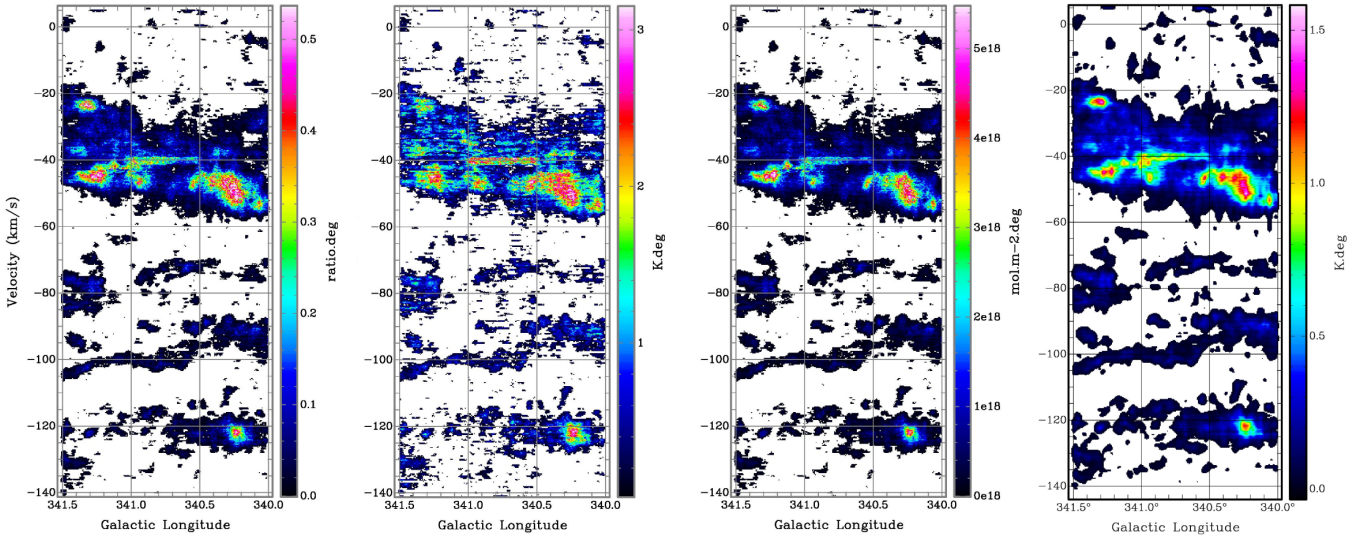 0
−20
−40
−60
−80
−100
−120
−140
Velocity (km/s)
341.5 341.0 340.5 340.0
Galactic Longitude
0.5
0.4
0.3
0.2
0.1
0.0
ratio.deg
0
−20
−40
−60
−80
−100
−120
−140
341.5 341.0 340.5 340.0
Galactic Longitude
3
2
1
K.deg
0
−20
−40
−60
−80
−100
−120
−140
341.5 341.0 340.5 340.0
Galactic Longitude
5e18
4e18
3e18
2e18
1e18
0e18
mol.m−2.deg
0
−20
−40
−60
−80
−100
−120
−140
341.5° 341.0° 340.5° 340.0°
Galactic Longitude
1.5
1.0
0.5
0.0
K.deg